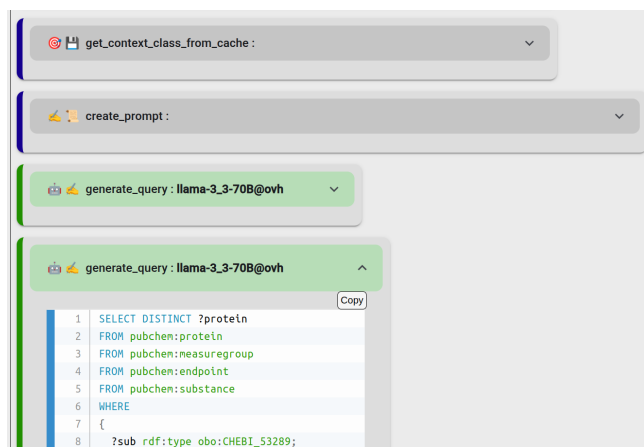 🎯 💾 get_context_class_from_cache :
✍️ 📜 create_prompt :
🤖 ✍️ generate_query : llama-3_3-70B@ovh
🤖 ✍️ generate_query : llama-3_3-70B@ovh
Copy
1 SELECT DISTINCT ?protein
2 FROM pubchem:protein
3 FROM pubchem:measuregroup
4 FROM pubchem:endpoint
5 FROM pubchem:substance
6 WHERE
7 {
8 ?sub rdf:type obo:CHEBI_53289;